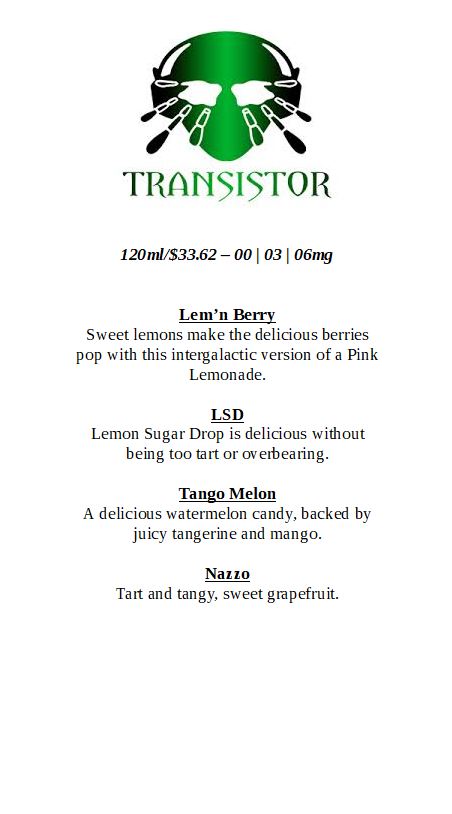 TRANSISTOR
120ml/$33.62 – 00 | 03 | 06mg
Lem’n Berry
Sweet lemons make the delicious berries
pop with this intergalactic version of a Pink
Lemonade.
LSD
Lemon Sugar Drop is delicious without
being too tart or overbearing.
Tango Melon
A delicious watermelon candy, backed by
juicy tangerine and mango.
Nazzo
Tart and tangy, sweet grapefruit.